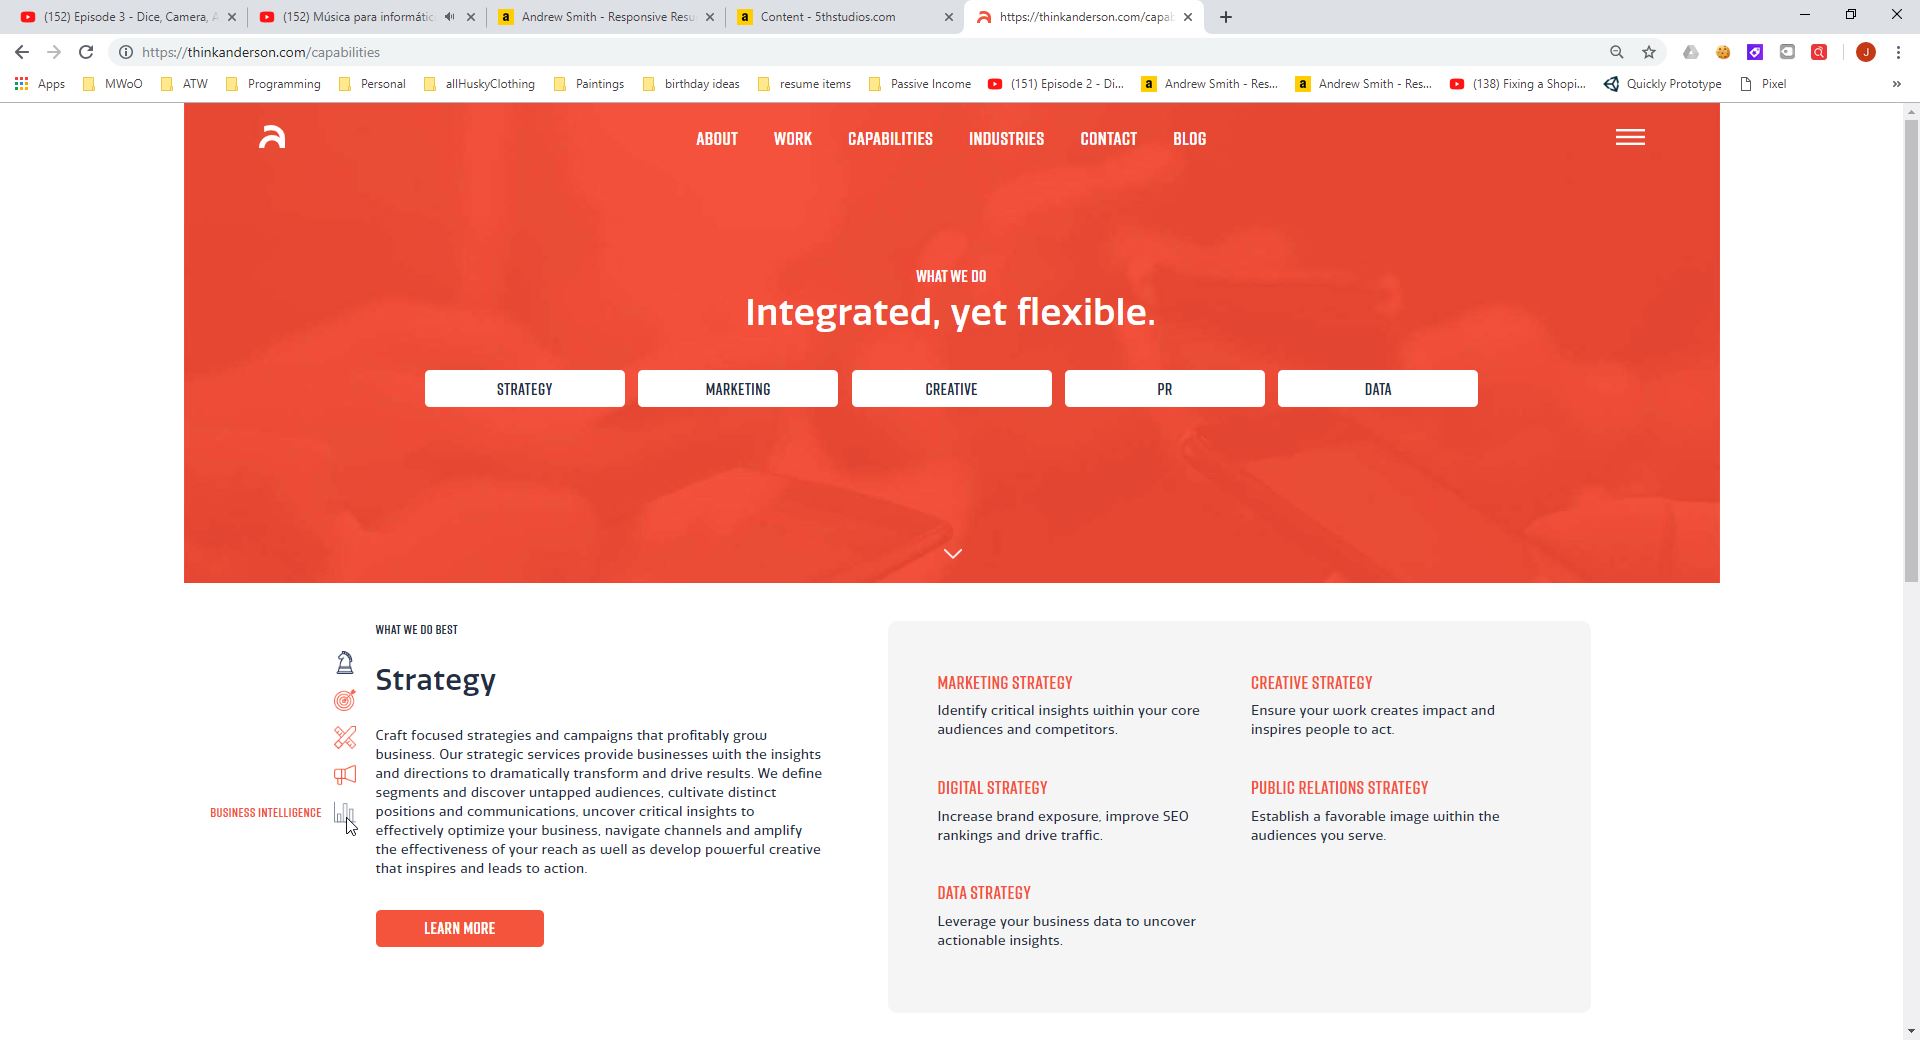 (152) Episode 3 - Dice, Camera, A
(152) Música para informátic
Andrew Smith - Responsive Resu
Content - 5thstudios.com
https://thinkanderson.com/capa
https://thinkanderson.com/capabilities
J
Apps
MWoO
ATW
Programming
Personal
allHuskyClothing
Paintings
birthday ideas
resume items
Passive Income
(151) Episode 2 - Di...
Andrew Smith - Res...
Andrew Smith - Res...
(138) Fixing a Shopi...
Quickly Prototype
Pixel
»
ABOUT
WORK
CAPABILITIES
INDUSTRIES
CONTACT
BLOG
WHAT WE DO
Integrated, yet flexible.
STRATEGY
MARKETING
CREATIVE
PR
DATA
WHAT WE DO BEST
Strategy
Craft focused strategies and campaigns that profitably grow
business. Our strategic services provide businesses with the insights
and directions to dramatically transform and drive results. We define
segments and discover untapped audiences, cultivate distinct
positions and communications, uncover critical insights to
effectively optimize your business, navigate channels and amplify
the effectiveness of your reach as well as develop powerful creative
that inspires and leads to action.
BUSINESS INTELLIGENCE
LEARN MORE
MARKETING STRATEGY
Identify critical insights within your core
audiences and competitors.
CREATIVE STRATEGY
Ensure your work creates impact and
inspires people to act.
DIGITAL STRATEGY
Increase brand exposure, improve SEO
rankings and drive traffic.
PUBLIC RELATIONS STRATEGY
Establish a favorable image within the
audiences you serve.
DATA STRATEGY
Leverage your business data to uncover
actionable insights.